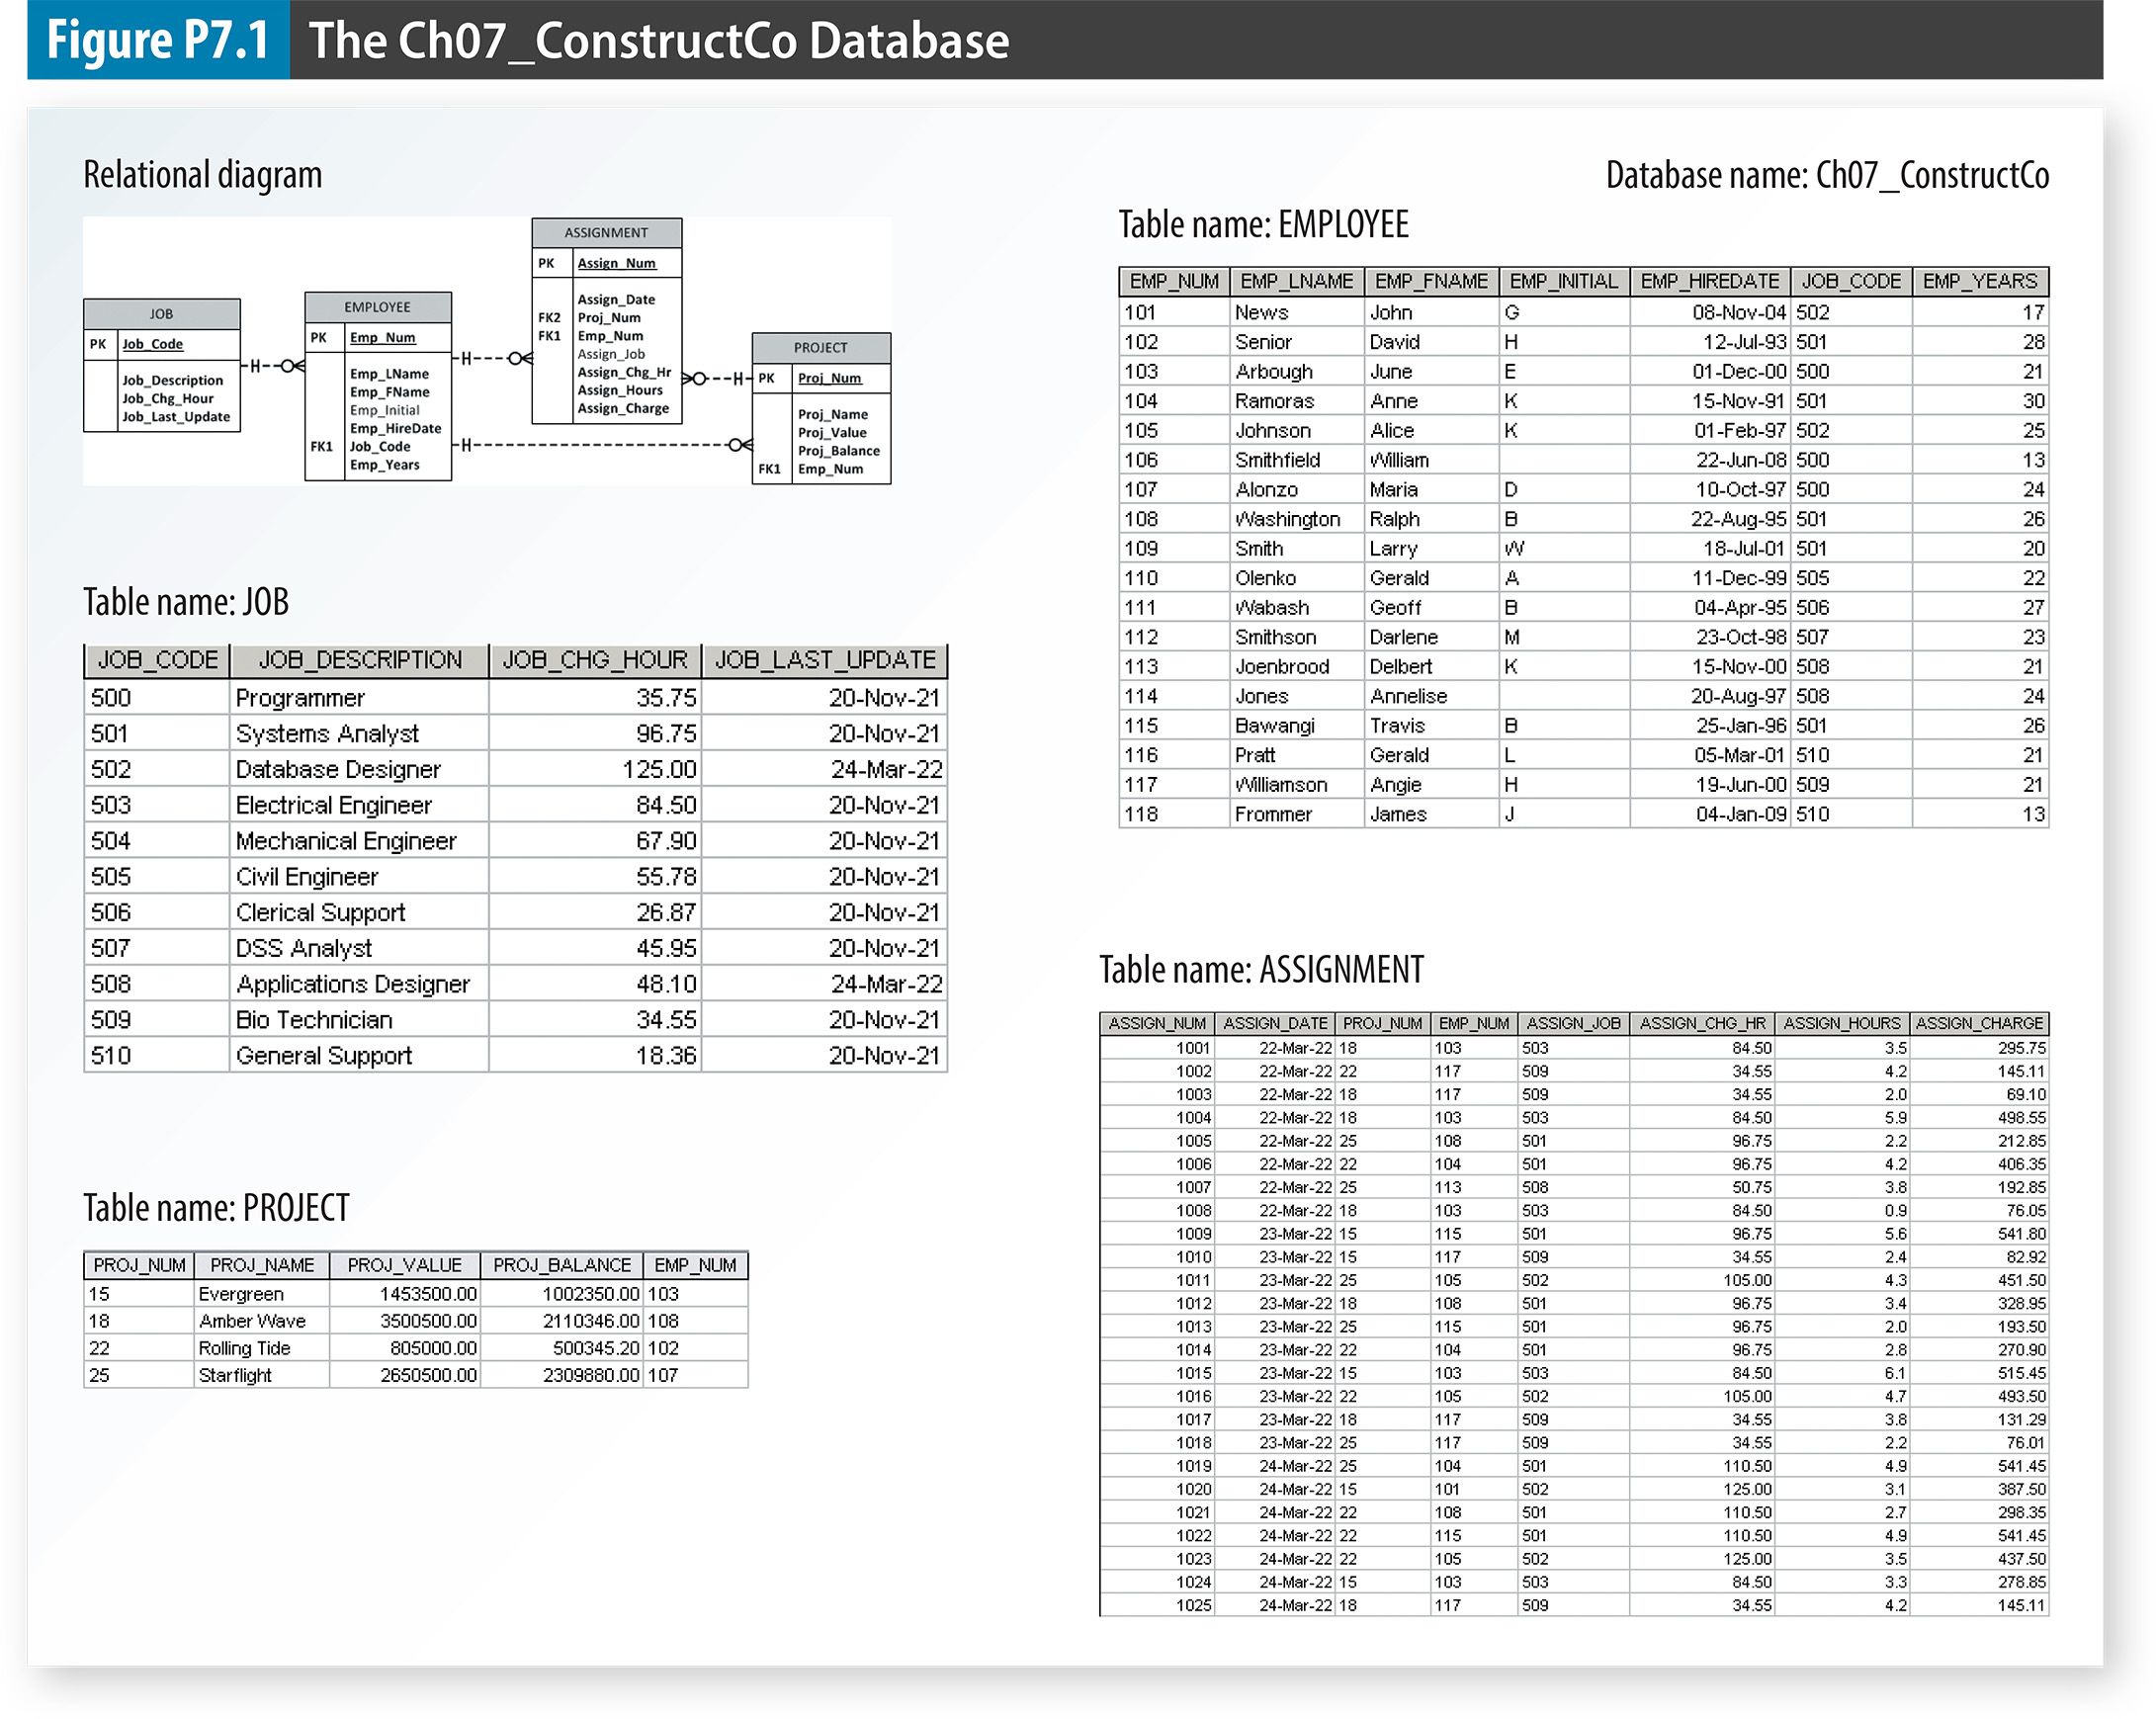 Figure P7.1 The Ch07_ConstructCo Database
Relational diagram
JOB
PK Job_Code
Job_Description
Job_Chg_Hour
Job_Last_Update
EMPLOYEE
PK Emp_Num
Emp_LName
Emp_FName
Emp_Initial
Emp_HireDate
FK1 Job_Code
Emp_Years
ASSIGNMENT
PK Assign_Num
Assign_Date
FK2 Proj_Num
FK1 Emp_Num
Assign_Job
Assign_Chg_Hr
Assign_Hours
Assign_Charge
PROJECT
PK Proj_Num
Proj_Name
Proj_Value
Proj_Balance
FK1 Emp_Num
Table name: JOB
JOB_CODE JOB_DESCRIPTION JOB_CHG_HOUR JOB_LAST_UPDATE
500 Programmer 35.75 20-Nov-21
501 Systems Analyst 96.75 20-Nov-21
502 Database Designer 125.00 24-Mar-22
503 Electrical Engineer 84.50 20-Nov-21
504 Mechanical Engineer 67.90 20-Nov-21
505 Civil Engineer 55.78 20-Nov-21
506 Clerical Support 26.87 20-Nov-21
507 DSS Analyst 45.95 20-Nov-21
508 Applications Designer 48.10 24-Mar-22
509 Bio Technician 34.55 20-Nov-21
510 General Support 18.36 20-Nov-21
Table name: PROJECT
PROJ_NUM PROJ_NAME PROJ_VALUE PROJ_BALANCE EMP_NUM
15 Evergreen 1453500.00 1002350.00 103
18 Amber Wave 3500500.00 2110346.00 108
22 Rolling Tide 805000.00 500345.20 102
25 Starflight 2650500.00 2309880.00 107
Database name: Ch07_ConstructCo
Table name: EMPLOYEE
EMP_NUM EMP_LNAME EMP_FNAME EMP_INITIAL EMP_HIREDATE JOB_CODE EMP_YEARS
101 News John G 08-Nov-04 502 17
102 Senior David H 12-Jul-93 501 28
103 Arbough June E 01-Dec-00 500 21
104 Ramoras Anne K 15-Nov-91 501 30
105 Johnson Alice K 01-Feb-97 502 25
106 Smithfield William 22-Jun-08 500 13
107 Alonzo Maria D 10-Oct-97 500 24
108 Washington Ralph B 22-Aug-95 501 26
109 Smith Larry W 18-Jul-01 501 20
110 Olenko Gerald A 11-Dec-99 505 22
111 Wabash Geoff B 04-Apr-95 506 27
112 Smithson Darlene M 23-Oct-98 507 23
113 Joenbrood Delbert K 15-Nov-00 508 21
114 Jones Annelise 20-Aug-97 508 24
115 Bawangi Travis B 25-Jan-96 501 26
116 Pratt Gerald L 05-Mar-01 510 21
117 Williamson Angie H 19-Jun-00 509 21
118 Frommer James J 04-Jan-09 510 13
Table name: ASSIGNMENT
ASSIGN_NUM ASSIGN_DATE PROJ_NUM EMP_NUM ASSIGN_JOB ASSIGN_CHG_HR ASSIGN_HOURS ASSIGN_CHARGE
1001 22-Mar-22 18 103 503 84.50 3.5 295.75
1002 22-Mar-22 22 117 509 34.55 4.2 145.11
1003 22-Mar-22 18 117 509 34.55 2.0 69.10
1004 22-Mar-22 18 103 503 84.50 5.9 498.55
1005 22-Mar-22 25 108 501 96.75 2.2 212.85
1006 22-Mar-22 22 104 501 96.75 4.2 406.35
1007 22-Mar-22 25 113 508 50.75 3.8 192.85
1008 22-Mar-22 18 103 503 84.50 0.9 76.05
1009 23-Mar-22 15 115 501 96.75 5.6 541.80
1010 23-Mar-22 15 117 509 34.55 2.4 82.92
1011 23-Mar-22 25 105 502 105.00 4.3 451.50
1012 23-Mar-22 18 108 501 96.75 3.4 328.95
1013 23-Mar-22 25 115 501 96.75 2.0 193.50
1014 23-Mar-22 22 104 501 96.75 2.8 270.90
1015 23-Mar-22 15 103 503 84.50 6.1 515.45
1016 23-Mar-22 22 105 502 105.00 4.7 493.50
1017 23-Mar-22 18 117 509 34.55 3.8 131.29
1018 23-Mar-22 25 117 509 34.55 2.2 76.01
1019 24-Mar-22 25 104 501 110.50 4.9 541.45
1020 24-Mar-22 15 101 502 125.00 3.1 387.50
1021 24-Mar-22 22 108 501 110.50 2.7 298.35
1022 24-Mar-22 22 115 501 110.50 4.9 541.45
1023 24-Mar-22 22 105 502 125.00 3.5 437.50
1024 24-Mar-22 15 103 503 84.50 3.3 278.85
1025 24-Mar-22 18 117 509 34.55 4.2 145.11